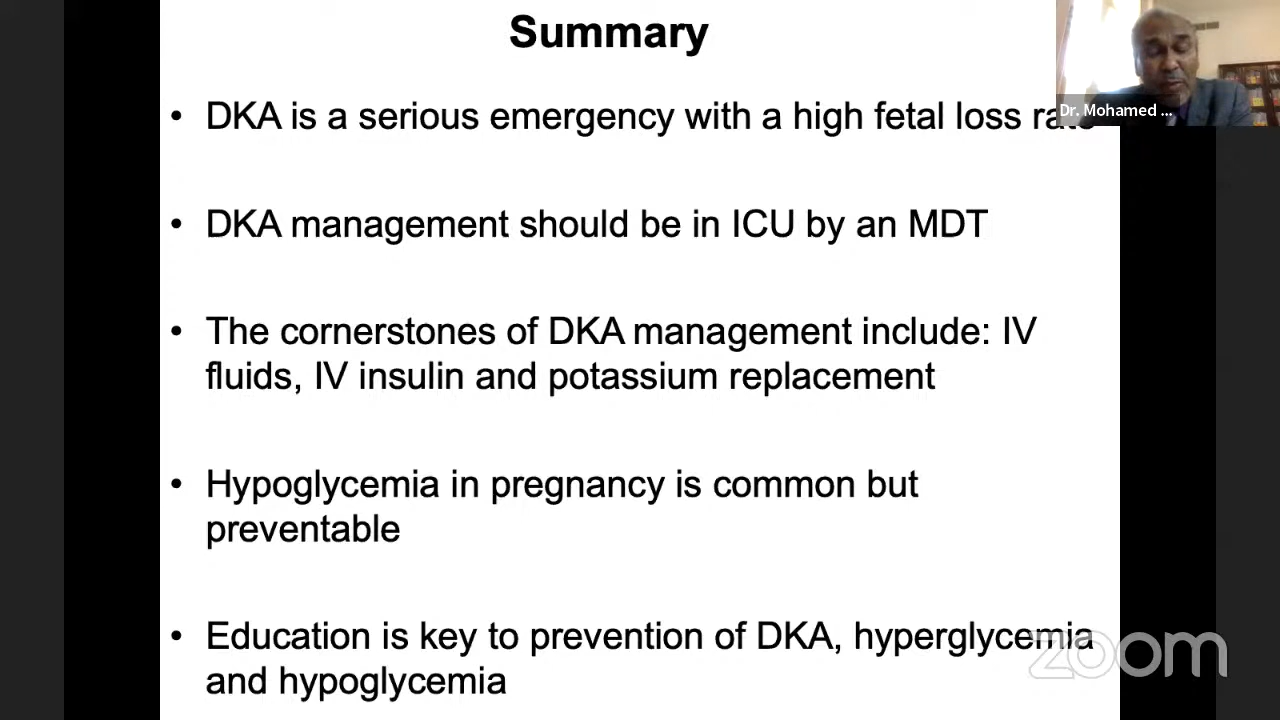 Summary
• DKA is a serious emergency with a high fetal loss rate
Dr. Mohamed ...
• DKA management should be in ICU by an MDT
• The cornerstones of DKA management include: IV
fluids, IV insulin and potassium replacement
• Hypoglycemia in pregnancy is common but
preventable
• Education is key to prevention of DKA, hyperglycemia
and hypoglycemia
zoom